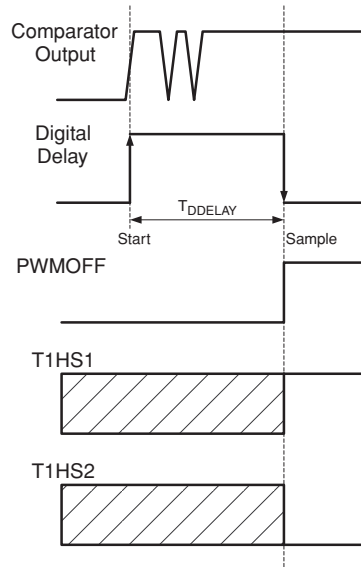 Comparator
Output
Digital
Delay
TDDELAY
Start
Sample
PWMOFF
T1HS1
T1HS2